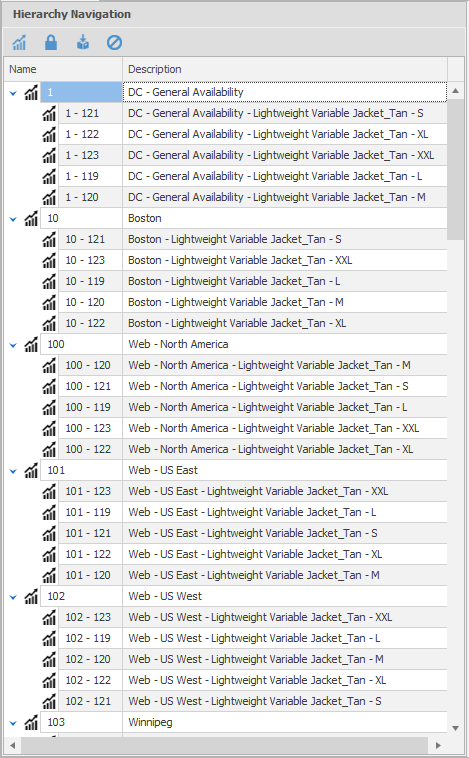 Hierarchy Navigation
Name Description
1 DC - General Availability
1 - 121 DC - General Availability - Lightweight Variable Jacket_Tan - S
1 - 122 DC - General Availability - Lightweight Variable Jacket_Tan - XL
1 - 123 DC - General Availability - Lightweight Variable Jacket_Tan - XXL
1 - 119 DC - General Availability - Lightweight Variable Jacket_Tan - L
1 - 120 DC - General Availability - Lightweight Variable Jacket_Tan - M
10 Boston
10 - 121 Boston - Lightweight Variable Jacket_Tan - S
10 - 123 Boston - Lightweight Variable Jacket_Tan - XXL
10 - 119 Boston - Lightweight Variable Jacket_Tan - L
10 - 120 Boston - Lightweight Variable Jacket_Tan - M
10 - 122 Boston - Lightweight Variable Jacket_Tan - XL
100 Web - North America
100 - 120 Web - North America - Lightweight Variable Jacket_Tan - M
100 - 121 Web - North America - Lightweight Variable Jacket_Tan - S
100 - 119 Web - North America - Lightweight Variable Jacket_Tan - L
100 - 123 Web - North America - Lightweight Variable Jacket_Tan - XXL
100 - 122 Web - North America - Lightweight Variable Jacket_Tan - XL
101 Web - US East
101 - 123 Web - US East - Lightweight Variable Jacket_Tan - XXL
101 - 119 Web - US East - Lightweight Variable Jacket_Tan - L
101 - 121 Web - US East - Lightweight Variable Jacket_Tan - S
101 - 122 Web - US East - Lightweight Variable Jacket_Tan - XL
101 - 120 Web - US East - Lightweight Variable Jacket_Tan - M
102 Web - US West
102 - 123 Web - US West - Lightweight Variable Jacket_Tan - XXL
102 - 119 Web - US West - Lightweight Variable Jacket_Tan - L
102 - 120 Web - US West - Lightweight Variable Jacket_Tan - M
102 - 122 Web - US West - Lightweight Variable Jacket_Tan - XL
102 - 121 Web - US West - Lightweight Variable Jacket_Tan - S
103 Winnipeg